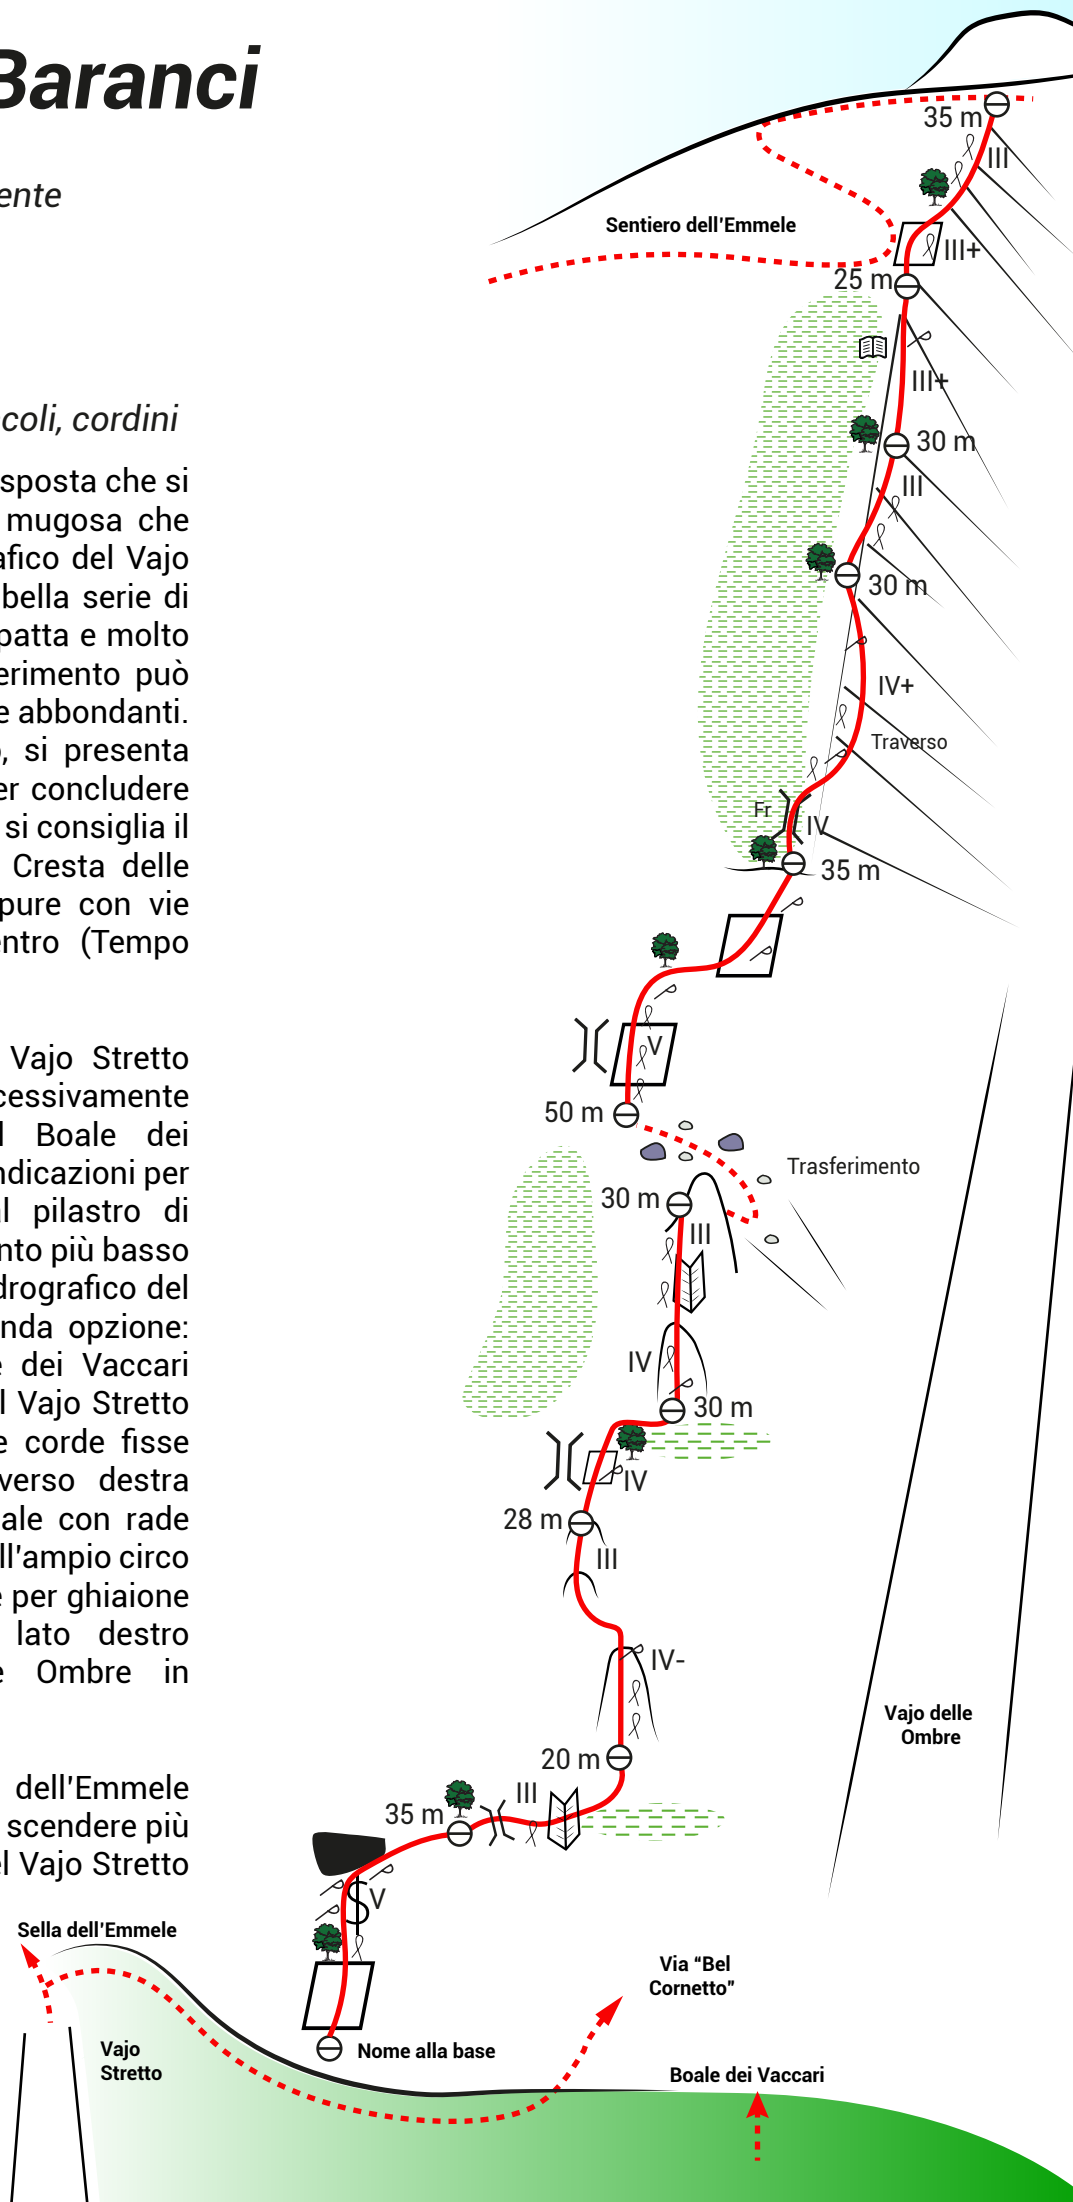 Baranci
ente
coli, cordini
sposta che si
mugosa che
afico del Vajo
bella serie di
patta e molto
erimento può
e abbondanti.
o, si presenta
er concludere
si consiglia il
Cresta delle
pure con vie
entro (Tempo
Vajo Stretto
cessivamente
l Boale dei
ndicazioni per
al pilastro di
nto più basso
drografico del
nda opzione:
e dei Vaccari
l Vajo Stretto
e corde fisse
verso destra
ale con rade
ll'ampio circo
e per ghiaione
lato destro
e Ombre in
dell'Emmele
scendere più
el Vajo Stretto
35 m
III
Sentiero dell'Emmele
III+
25 m
III+
30 m
III
30 m
IV+
Traverso
Fr
IV
35 m
V
50 m
Trasferimento
30 m
III
IV
30 m
IV
28 m
III
IV-
20 m
III
35 m
V
Vajo delle
Ombre
Sella dell'Emmele
Via “Bel
Cornetto”
Vajo
Stretto
Nome alla base
Boale dei Vaccari